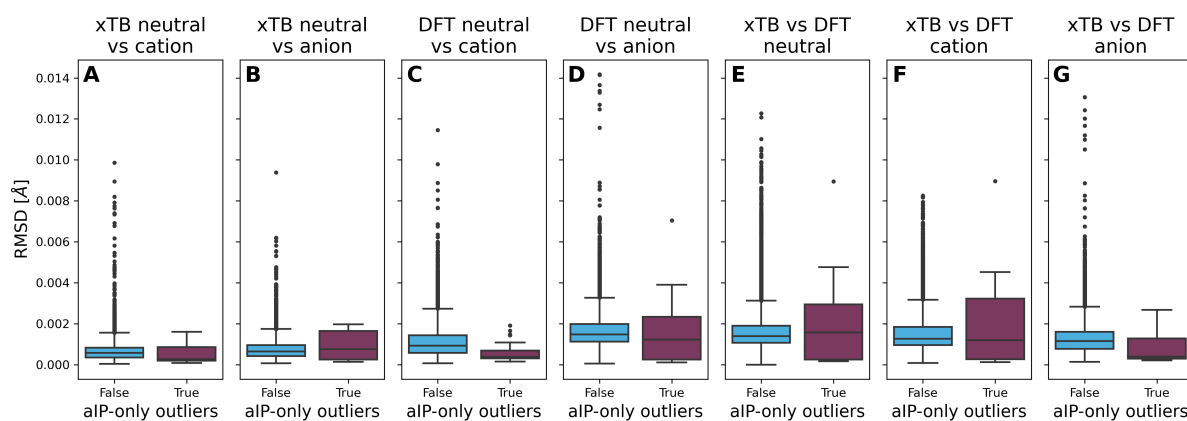 xTB neutral
vs cation
xTB neutral
vs anion
DFT neutral
vs cation
DFT neutral
vs anion
xTB vs DFT
neutral
xTB vs DFT
cation
xTB vs DFT
anion
A
B
C
D
E
F
G
RMSD [Å]
0.014
0.012
0.010
0.008
0.006
0.004
0.002
0.000
False True
aIP-only outliers
False True
aIP-only outliers
False True
aIP-only outliers
False True
aIP-only outliers
False True
aIP-only outliers
False True
aIP-only outliers
False True
aIP-only outliers